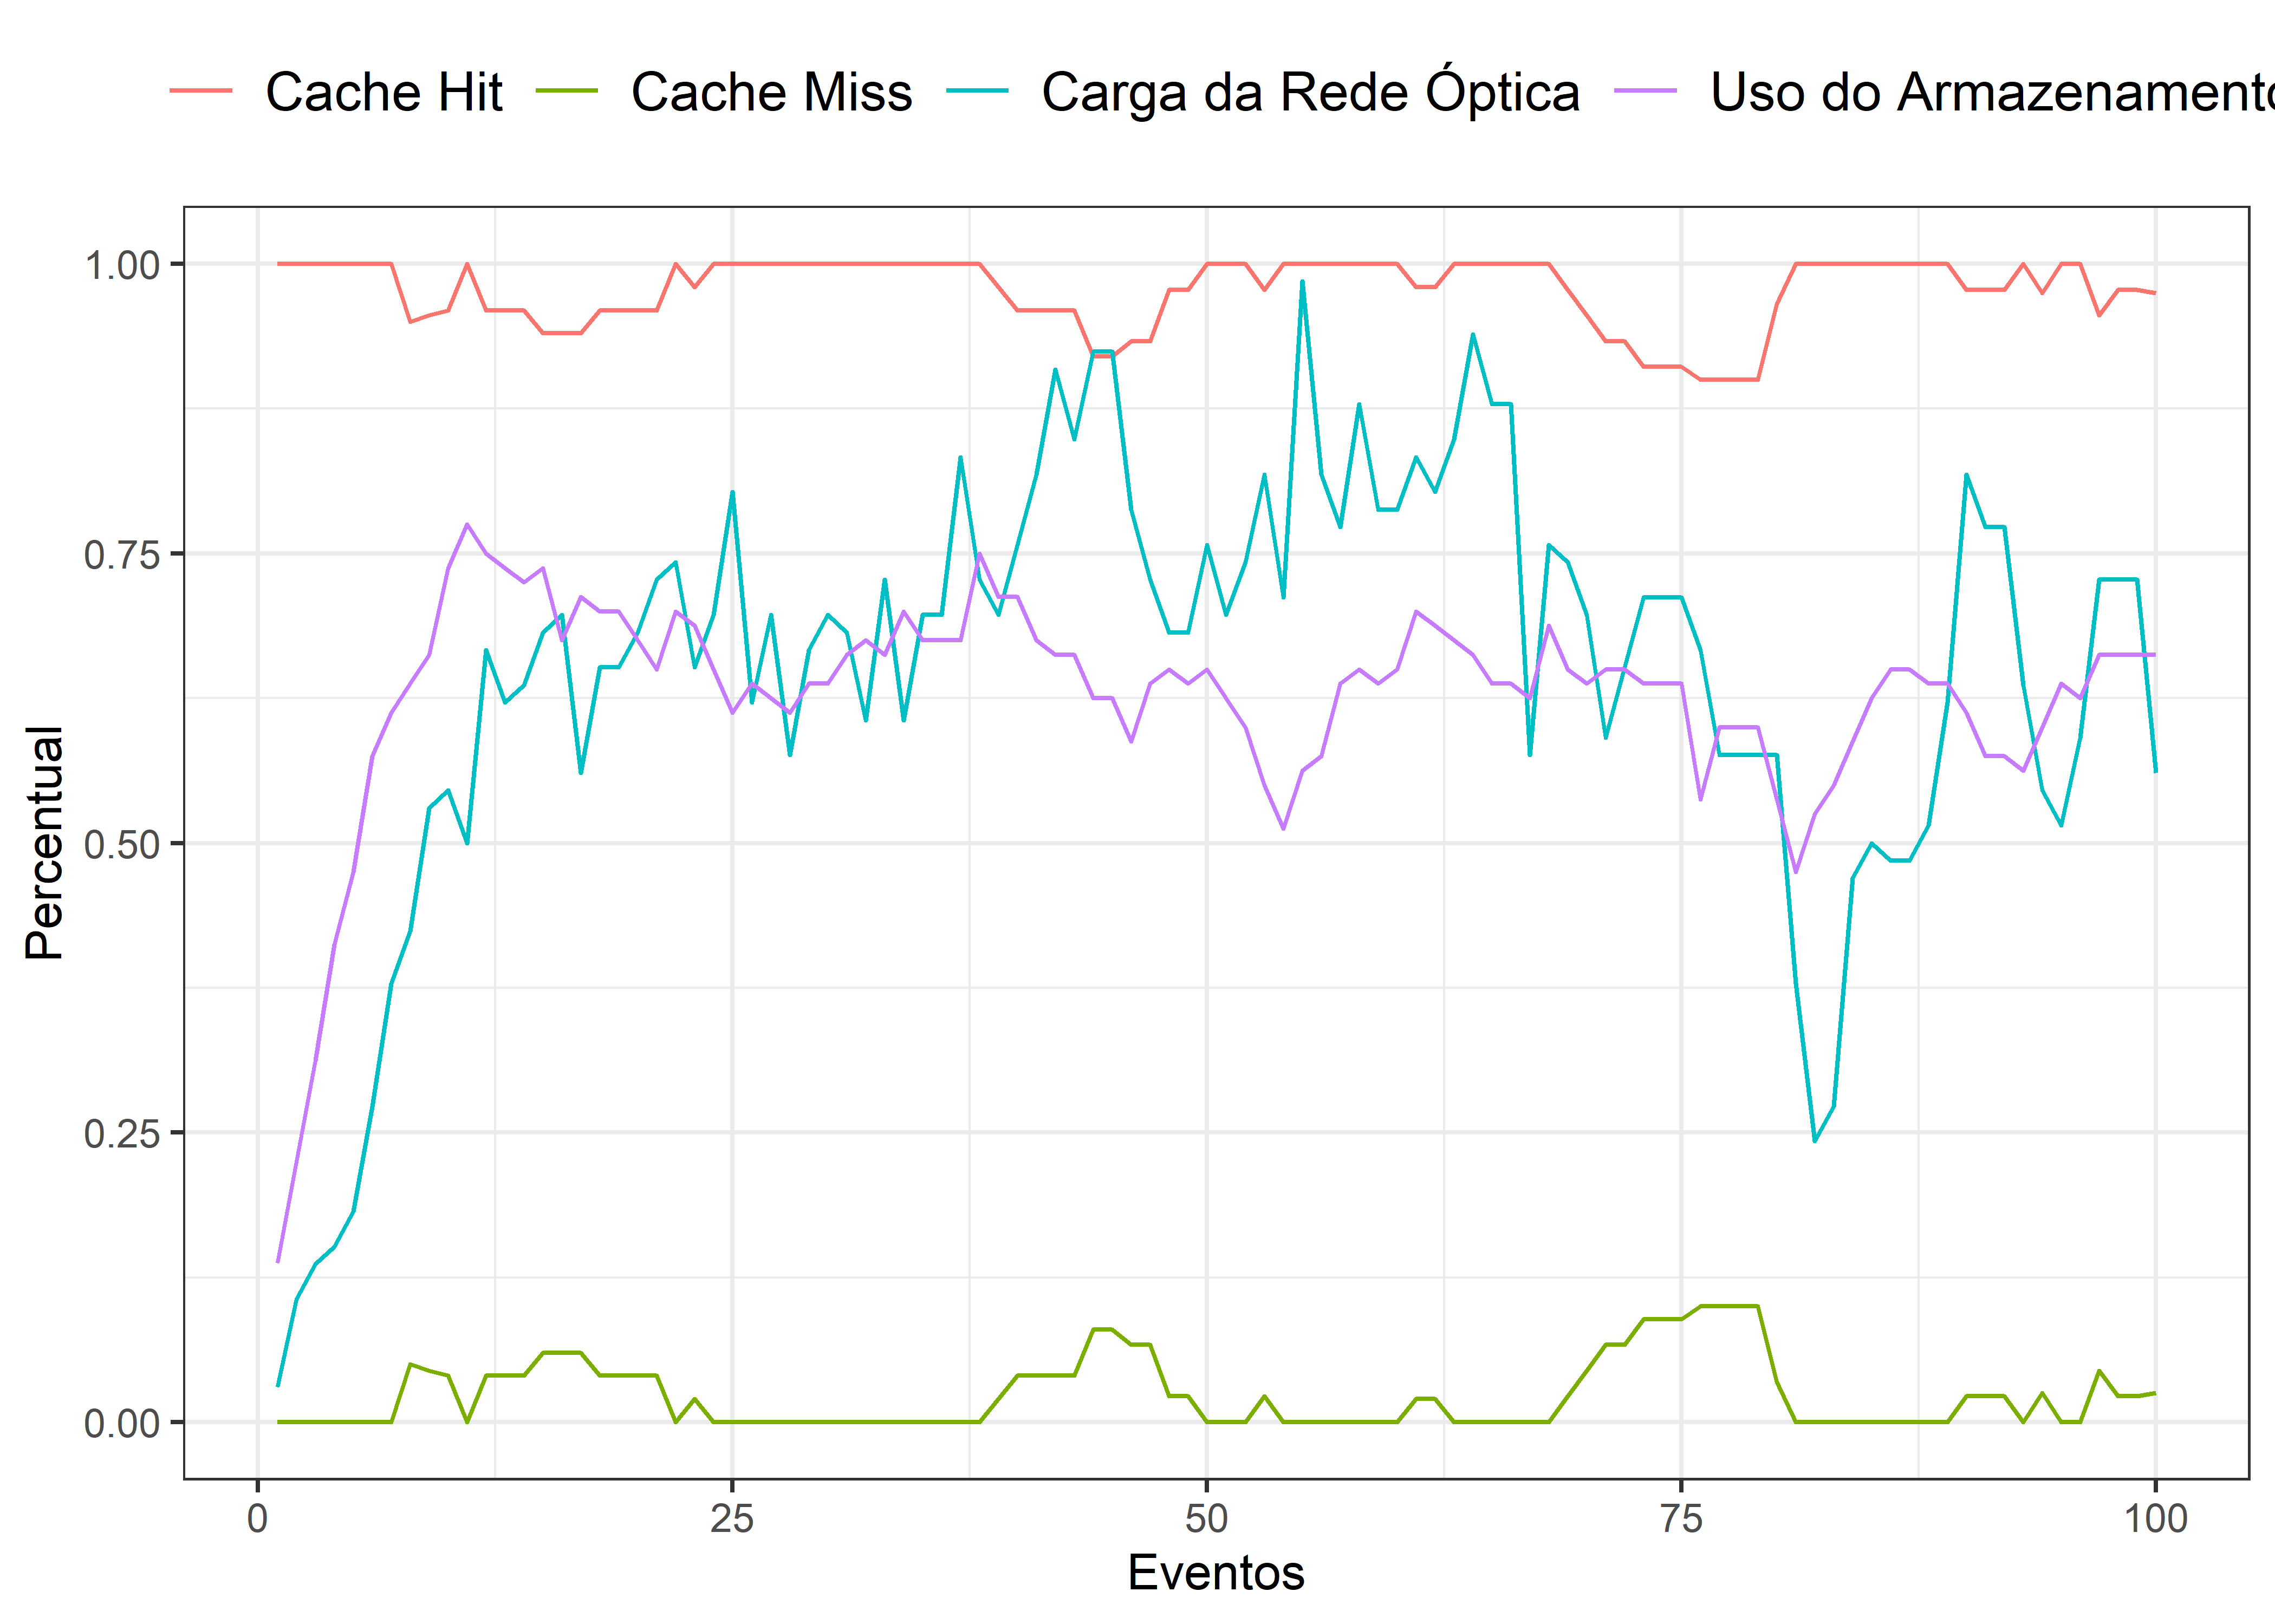 Cache Hit Cache Miss Carga da Rede Óptica Uso do Armazenamento
1.00
0.75
0.50
0.25
0.00
Percentual
0 25 50 75 100
Eventos